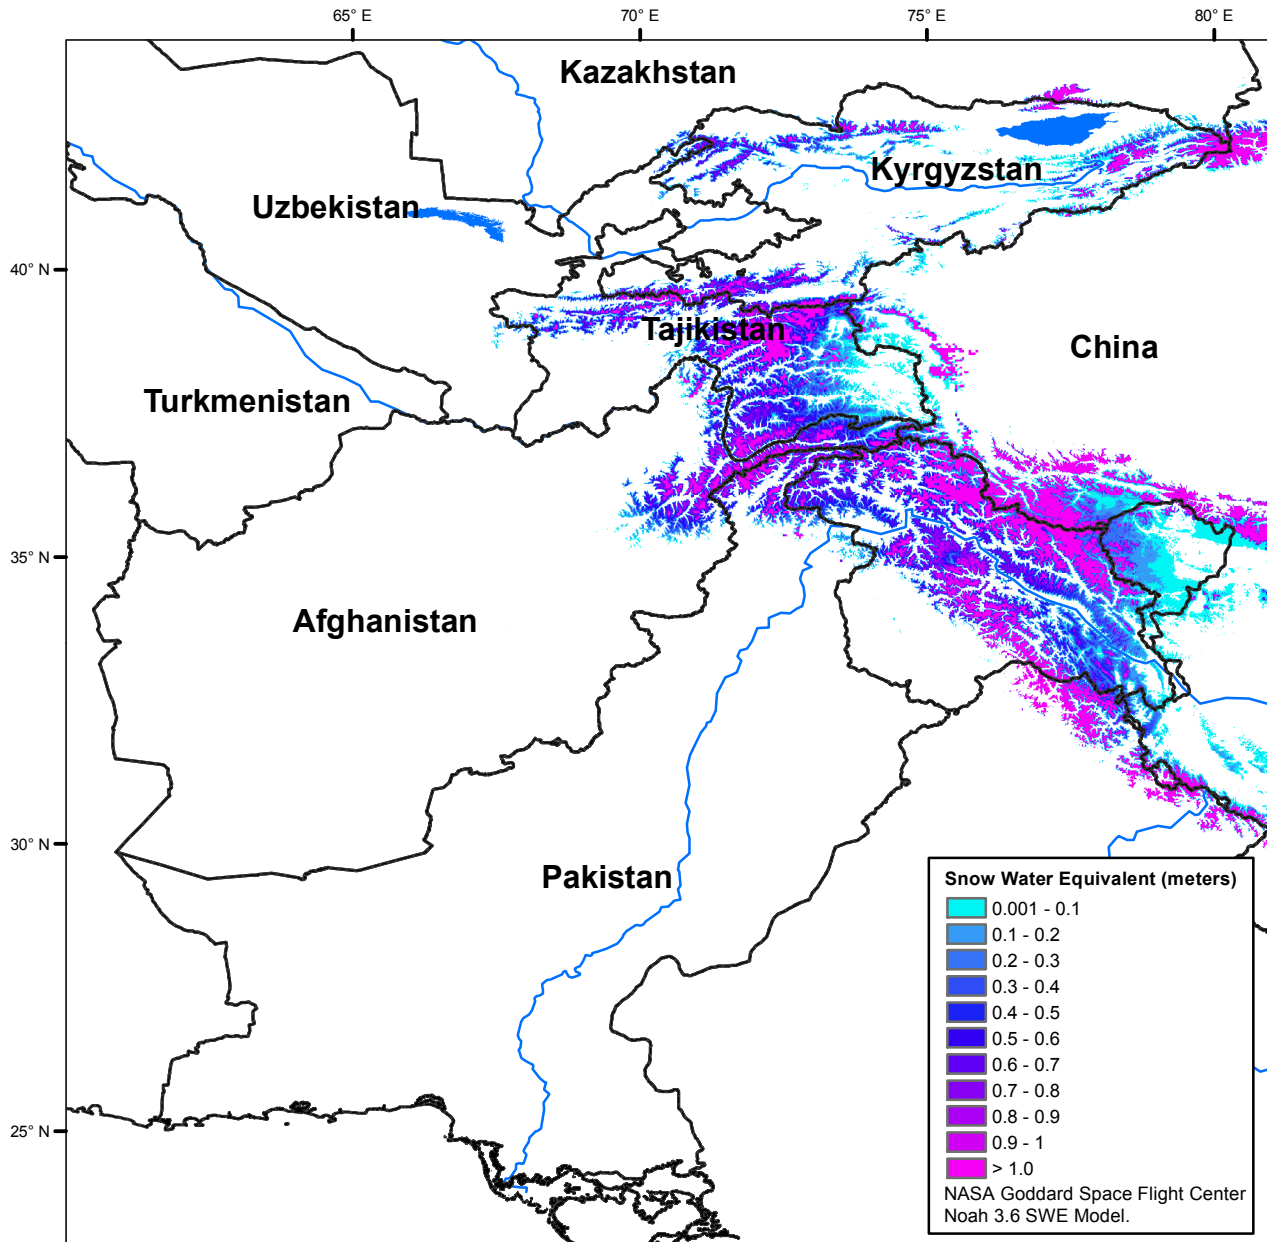 65° E
70° E
75° E
80° E
Kazakhstan
Kyrgyzstan
Uzbekistan
40° N
Tajikistan
China
Turkmenistan
35° N
Afghanistan
30° N
Pakistan
25° N
Snow Water Equivalent (meters)
0.001 - 0.1
0.1 - 0.2
0.2 - 0.3
0.3 - 0.4
0.4 - 0.5
0.5 - 0.6
0.6 - 0.7
0.7 - 0.8
0.8 - 0.9
0.9 - 1
> 1.0
NASA Goddard Space Flight Center
Noah 3.6 SWE Model.